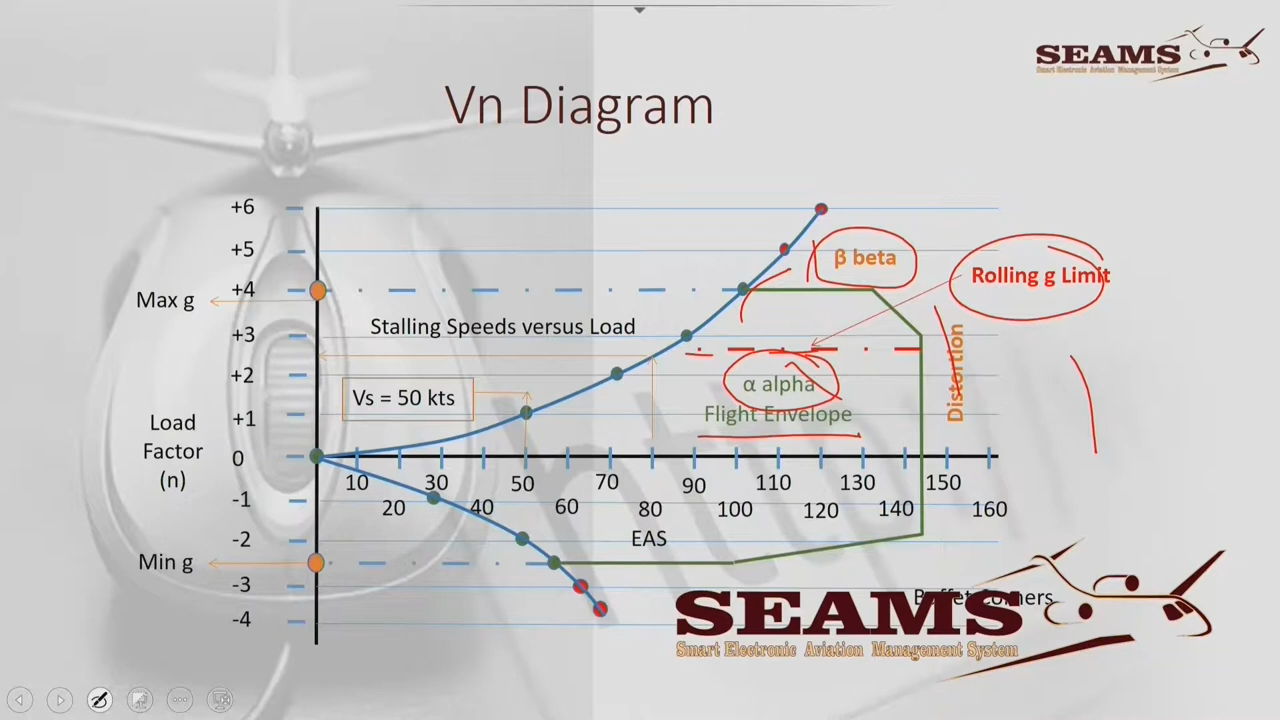 SEAMS
Smart Electronic Aviation Management System
Vn Diagram
+6
+5
β beta
Rolling g Limit
+4
Max g
Stalling Speeds versus Load
+3
Distortion
+2
α alpha
Vs = 50 kts
Flight Envelope
+1
Load
Factor
(n)
0
10 30 50 70 90 110 130 150
20 40 60 80 100 120 140 160
-1
-2
EAS
Min g
-3
Buffet Corners
-4
SEAMS
Smart Electronic Aviation Management System